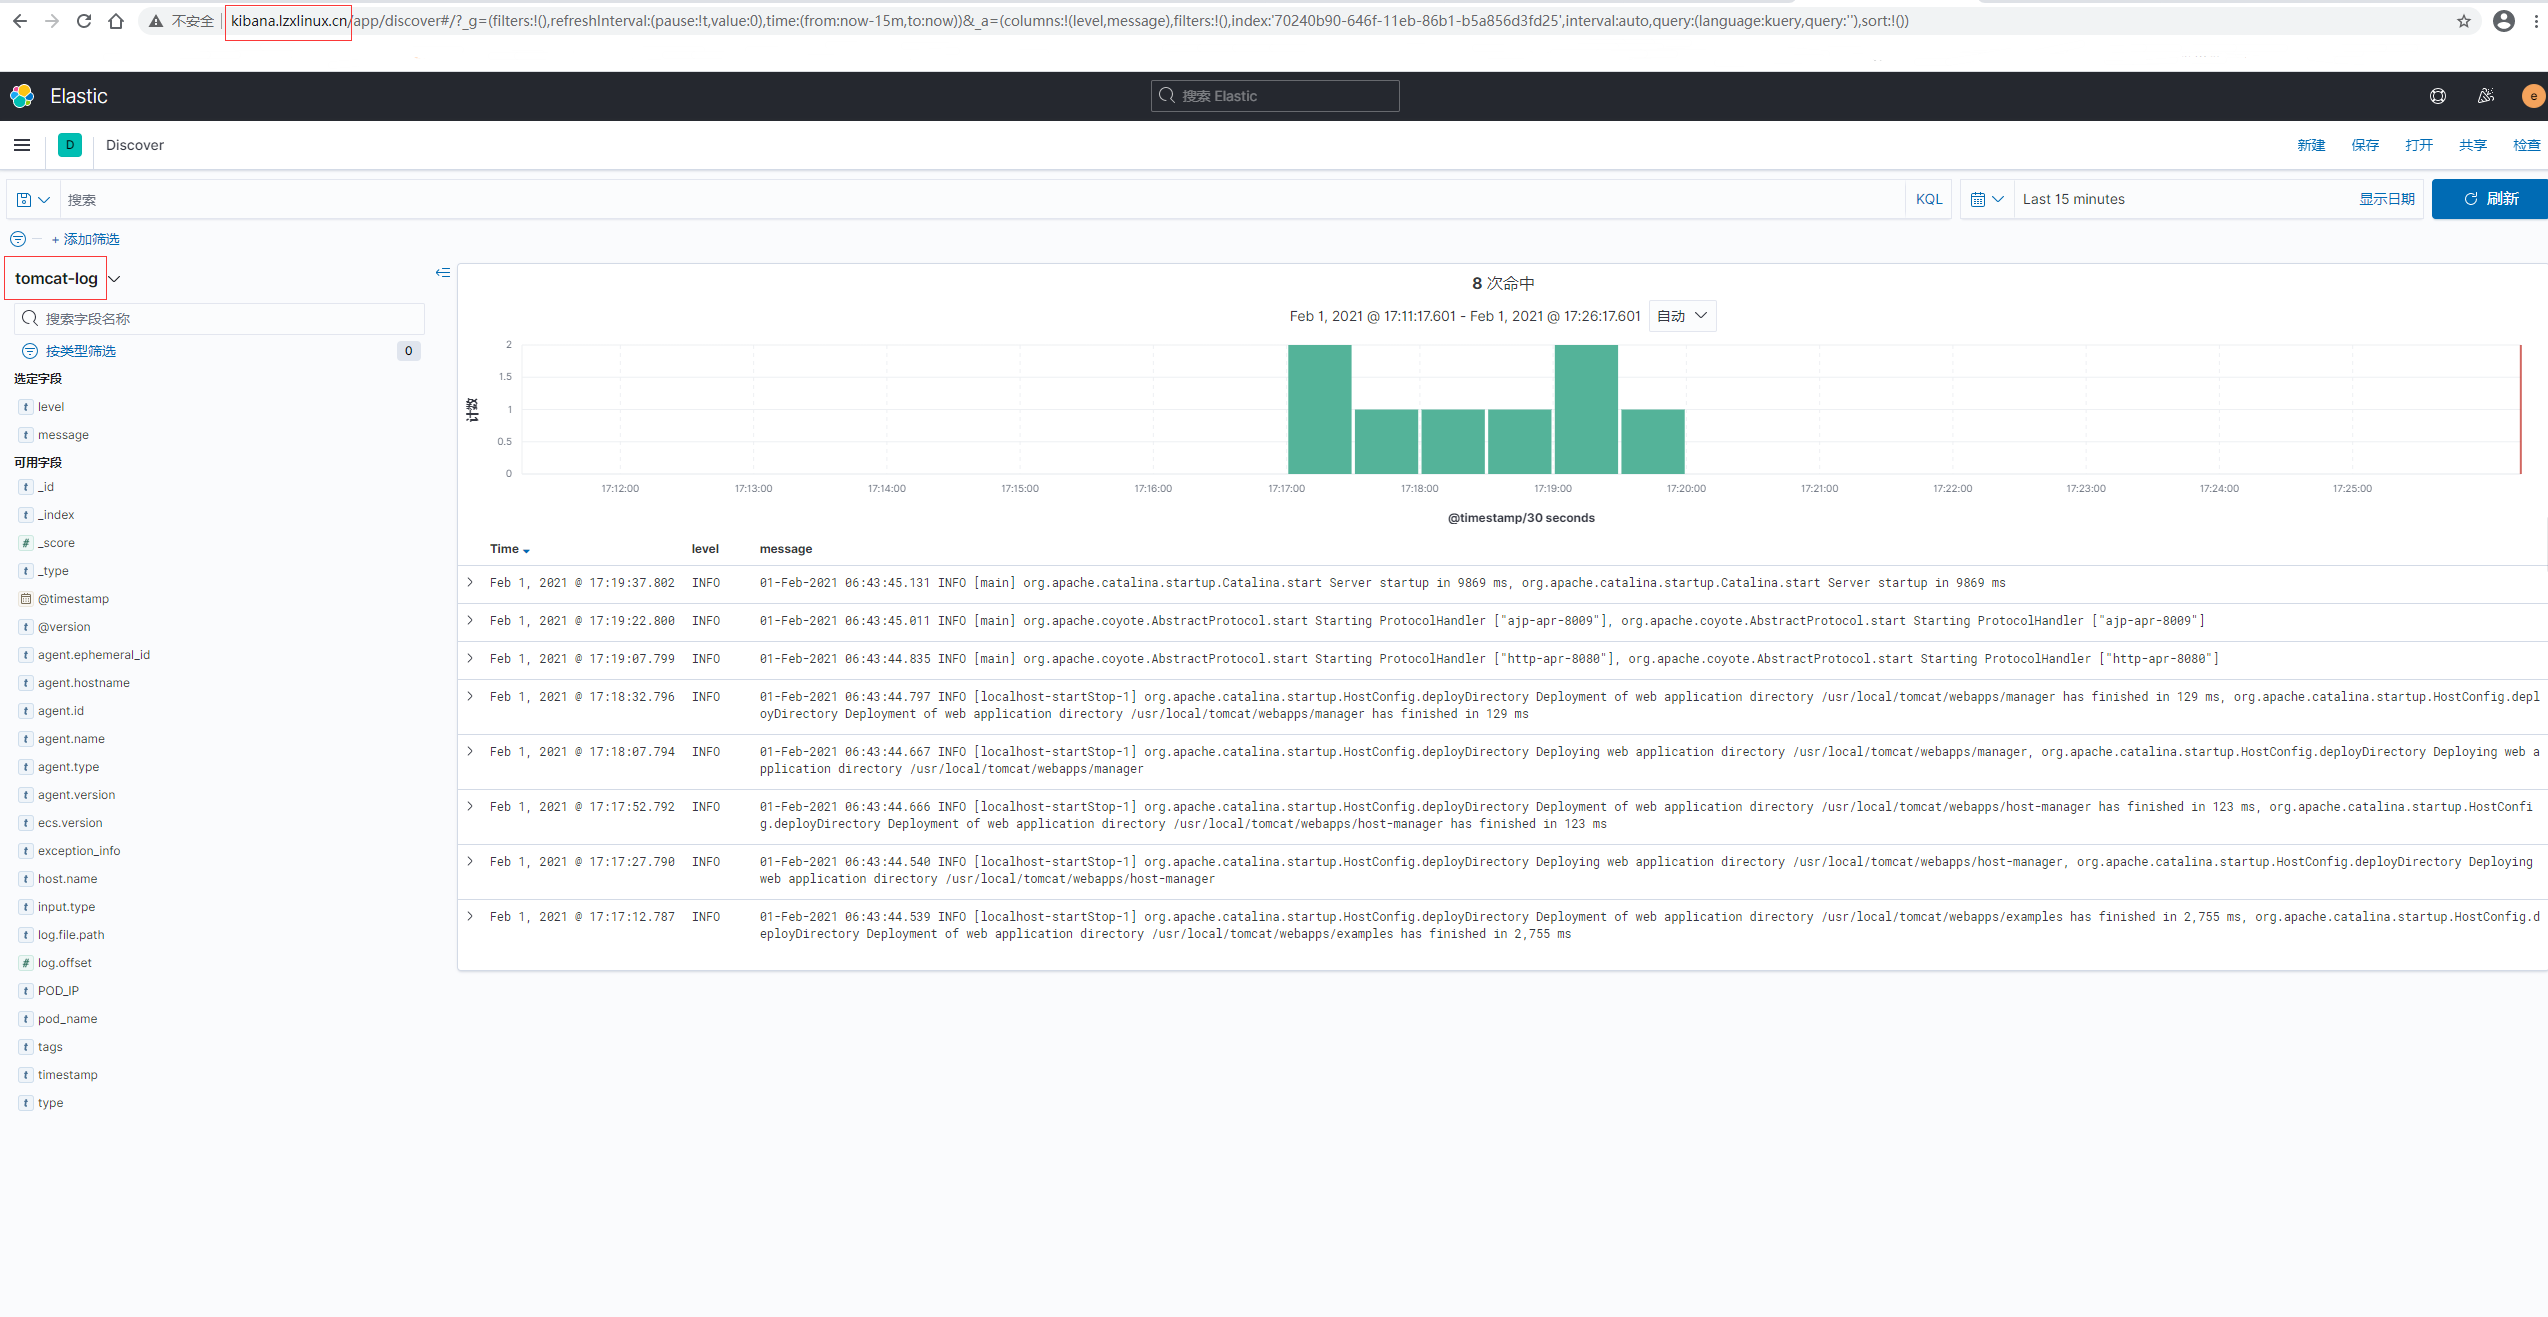 不安全 kibana.lzxlinux.cn/app/discover#/?_g=(filters:!(),refreshInterval:(pause:!t,value:0),time:(from:now-15m,to:now))&_a=(columns:!(level,message),filters:!(),index:'70240b90-646f-11eb-86b1-b5a856d3fd25',interval:auto,query:(language:kuery,query:''),sort:!())
Elastic
搜索 Elastic
e
D
Discover
新建 保存 打开 共享 检查
搜索
KQL
Last 15 minutes
显示日期
刷新
+ 添加筛选
tomcat-log
搜索字段名称
按类型筛选 0
选定字段
t level
t message
可用字段
t _id
t _index
# _score
t _type
@timestamp
t @version
t agent.ephemeral_id
t agent.hostname
t agent.id
t agent.name
t agent.type
t agent.version
t ecs.version
t exception_info
t host.name
t input.type
t log.file.path
# log.offset
t POD_IP
t pod_name
t tags
t timestamp
t type
8 次命中
Feb 1, 2021 @ 17:11:17.601 - Feb 1, 2021 @ 17:26:17.601 自动
计数
2
1.5
1
0.5
0
17:12:00 17:13:00 17:14:00 17:15:00 17:16:00 17:17:00 17:18:00 17:19:00 17:20:00 17:21:00 17:22:00 17:23:00 17:24:00 17:25:00
@timestamp/30 seconds
Time level message
Feb 1, 2021 @ 17:19:37.802 INFO 01-Feb-2021 06:43:45.131 INFO [main] org.apache.catalina.startup.Catalina.start Server startup in 9869 ms, org.apache.catalina.startup.Catalina.start Server startup in 9869 ms
Feb 1, 2021 @ 17:19:22.800 INFO 01-Feb-2021 06:43:45.011 INFO [main] org.apache.coyote.AbstractProtocol.start Starting ProtocolHandler ["ajp-apr-8009"], org.apache.coyote.AbstractProtocol.start Starting ProtocolHandler ["ajp-apr-8009"]
Feb 1, 2021 @ 17:19:07.799 INFO 01-Feb-2021 06:43:44.835 INFO [main] org.apache.coyote.AbstractProtocol.start Starting ProtocolHandler ["http-apr-8080"], org.apache.coyote.AbstractProtocol.start Starting ProtocolHandler ["http-apr-8080"]
Feb 1, 2021 @ 17:18:32.796 INFO 01-Feb-2021 06:43:44.797 INFO [localhost-startStop-1] org.apache.catalina.startup.HostConfig.deployDirectory Deployment of web application directory /usr/local/tomcat/webapps/manager has finished in 129 ms, org.apache.catalina.startup.HostConfig.depl
oyDirectory Deployment of web application directory /usr/local/tomcat/webapps/manager has finished in 129 ms
Feb 1, 2021 @ 17:18:07.794 INFO 01-Feb-2021 06:43:44.667 INFO [localhost-startStop-1] org.apache.catalina.startup.HostConfig.deployDirectory Deploying web application directory /usr/local/tomcat/webapps/manager, org.apache.catalina.startup.HostConfig.deployDirectory Deploying web a
pplication directory /usr/local/tomcat/webapps/manager
Feb 1, 2021 @ 17:17:52.792 INFO 01-Feb-2021 06:43:44.666 INFO [localhost-startStop-1] org.apache.catalina.startup.HostConfig.deployDirectory Deployment of web application directory /usr/local/tomcat/webapps/host-manager has finished in 123 ms, org.apache.catalina.startup.HostConfi
g.deployDirectory Deployment of web application directory /usr/local/tomcat/webapps/host-manager has finished in 123 ms
Feb 1, 2021 @ 17:17:27.790 INFO 01-Feb-2021 06:43:44.540 INFO [localhost-startStop-1] org.apache.catalina.startup.HostConfig.deployDirectory Deploying web application directory /usr/local/tomcat/webapps/host-manager, org.apache.catalina.startup.HostConfig.deployDirectory Deploying
web application directory /usr/local/tomcat/webapps/host-manager
Feb 1, 2021 @ 17:17:12.787 INFO 01-Feb-2021 06:43:44.539 INFO [localhost-startStop-1] org.apache.catalina.startup.HostConfig.deployDirectory Deployment of web application directory /usr/local/tomcat/webapps/examples has finished in 2,755 ms, org.apache.catalina.startup.HostConfig.d
eployDirectory Deployment of web application directory /usr/local/tomcat/webapps/examples has finished in 2,755 ms